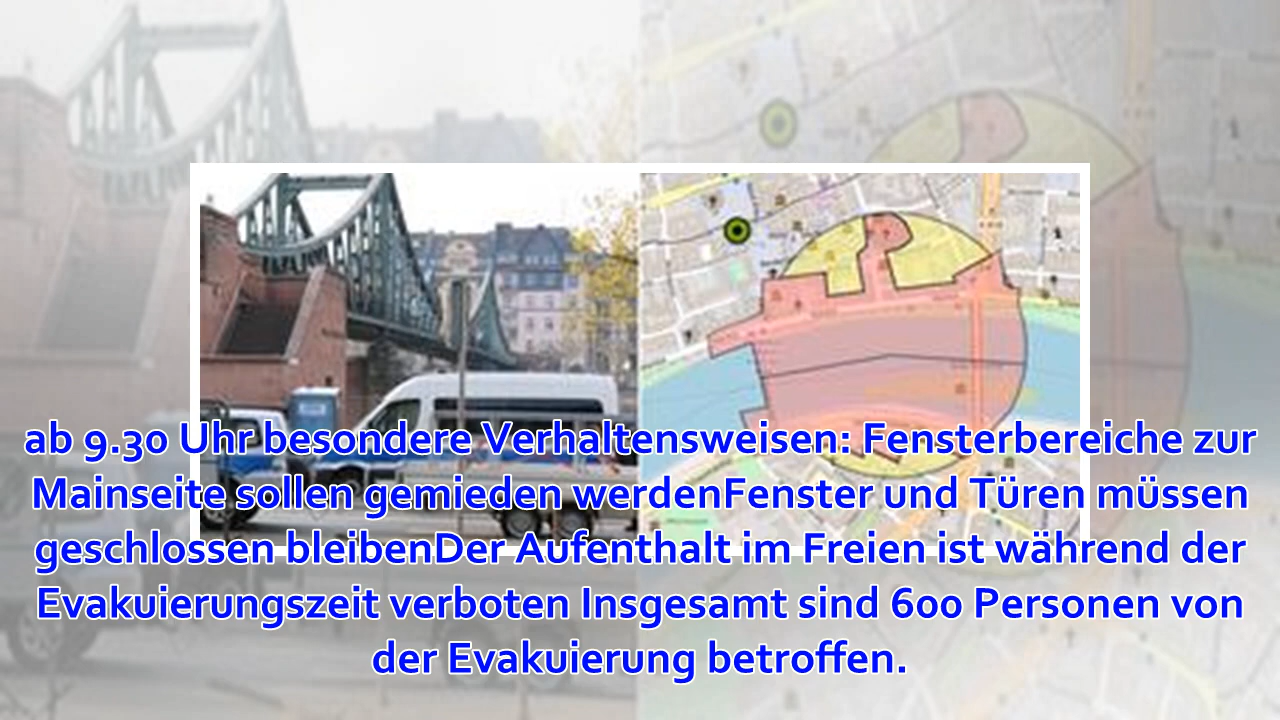 ab 9.30 Uhr besondere Verhaltensweisen: Fensterbereiche zur
Mainseite sollen gemieden werdenFenster und Türen müssen
geschlossen bleibenDer Aufenthalt im Freien ist während der
Evakuierungszeit verboten Insgesamt sind 600 Personen von
der Evakuierung betroffen.